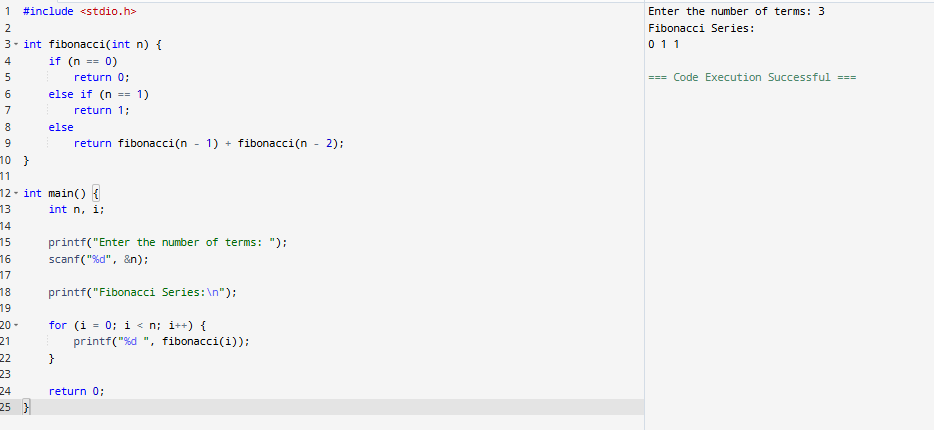 1 #include <stdio.h>
2
3 int fibonacci(int n) {
4     if (n == 0)
5         return 0;
6     else if (n == 1)
7         return 1;
8     else
9         return fibonacci(n - 1) + fibonacci(n - 2);
10 }
11
12 int main() {
13     int n, i;
14
15     printf("Enter the number of terms: ");
16     scanf("%d", &n);
17
18     printf("Fibonacci Series:\n");
19
20     for (i = 0; i < n; i++) {
21         printf("%d ", fibonacci(i));
22     }
23
24     return 0;
25 }
Enter the number of terms: 3
Fibonacci Series:
0 1 1
=== Code Execution Successful ===